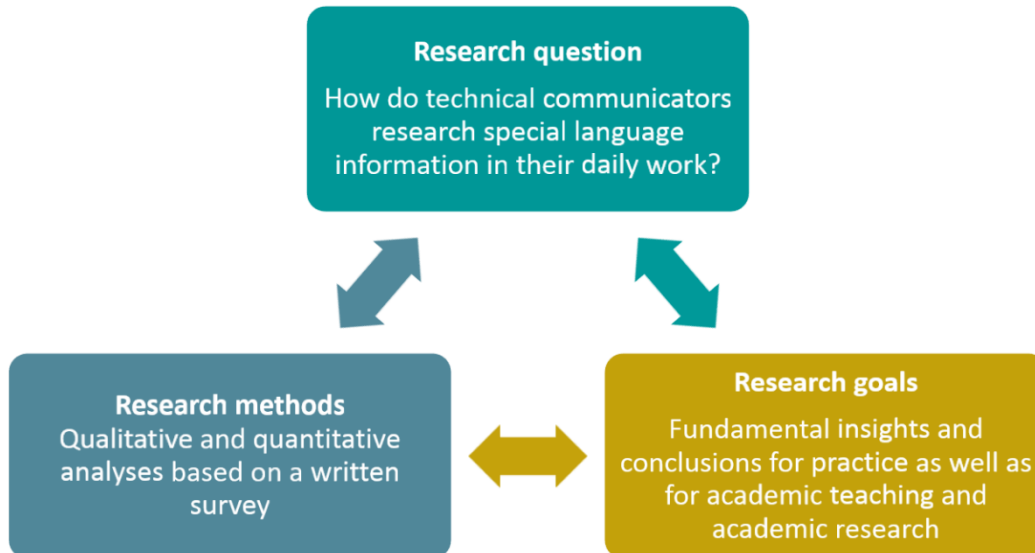 Research question
How do technical communicators
research special language
information in their daily work?
Research methods
Qualitative and quantitative
analyses based on a written
survey
Research goals
Fundamental insights and
conclusions for practice as well as
for academic teaching and
academic research